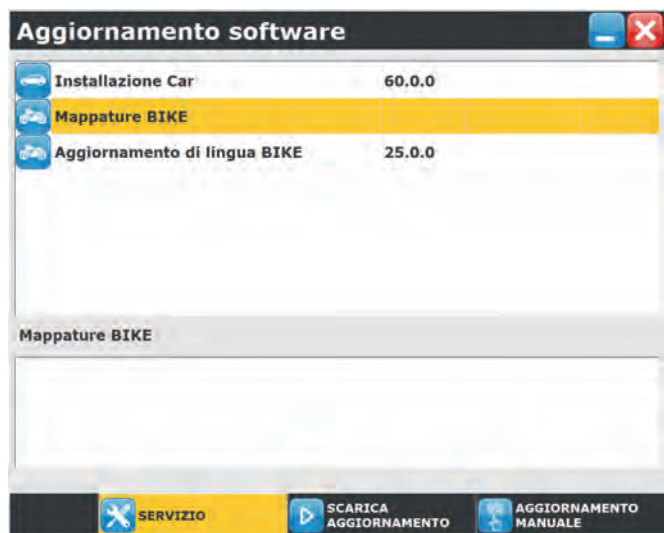 Aggiornamento software
Installazione Car 60.0.0
Mappature BIKE
Aggiornamento di lingua BIKE 25.0.0
Mappature BIKE
SERVIZIO
SCARICA
AGGIORNAMENTO
AGGIORNAMENTO
MANUALE